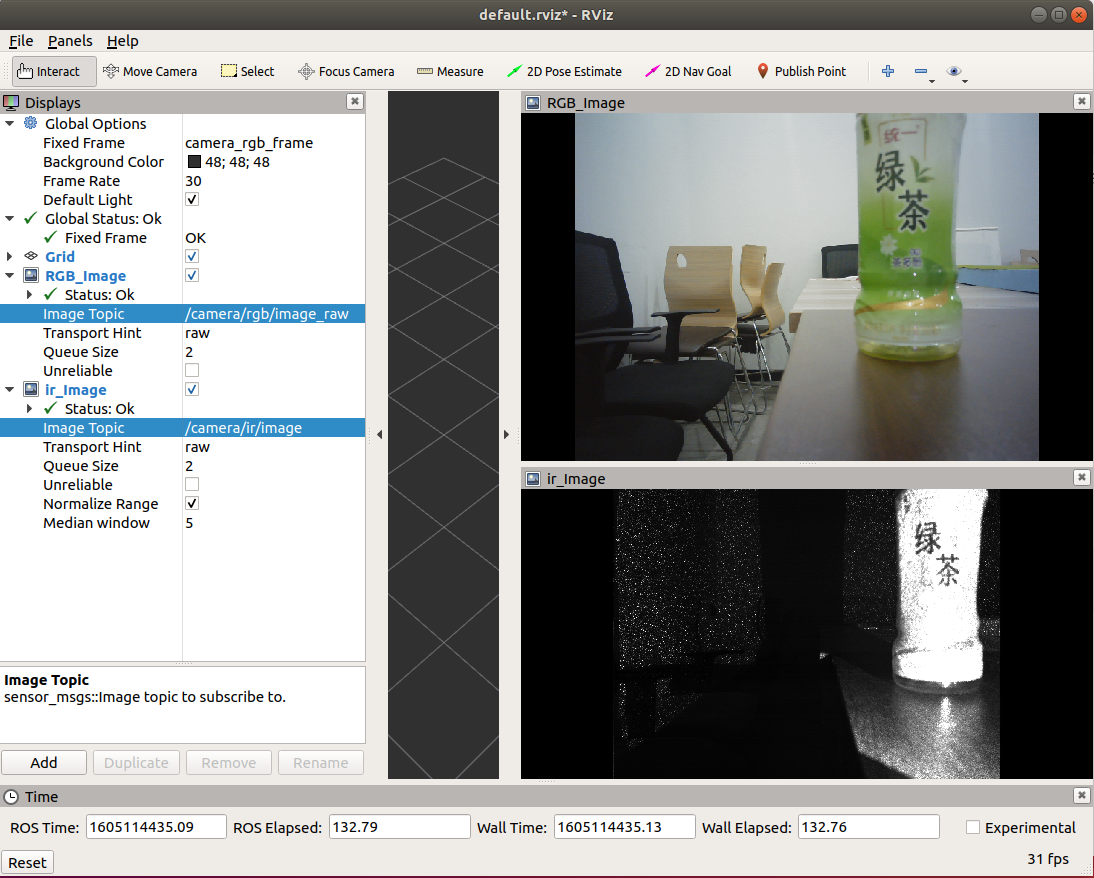 default.rviz* - RViz
File Panels Help
Interact Move Camera Select Focus Camera Measure 2D Pose Estimate 2D Nav Goal Publish Point
Displays
Global Options
Fixed Frame camera_rgb_frame
Background Color 48; 48; 48
Frame Rate 30
Default Light
Global Status: Ok
Fixed Frame OK
Grid
RGB_Image
Status: Ok
Image Topic /camera/rgb/image_raw
Transport Hint raw
Queue Size 2
Unreliable
ir_Image
Status: Ok
Image Topic /camera/ir/image
Transport Hint raw
Queue Size 2
Unreliable
Normalize Range
Median window 5
Image Topic
sensor_msgs::Image topic to subscribe to.
Add Duplicate Remove Rename
RGB_Image
统一
绿
茶
ir_Image
绿
茶
Time
ROS Time: 1605114435.09 ROS Elapsed: 132.79 Wall Time: 1605114435.13 Wall Elapsed: 132.76 Experimental
Reset 31 fps